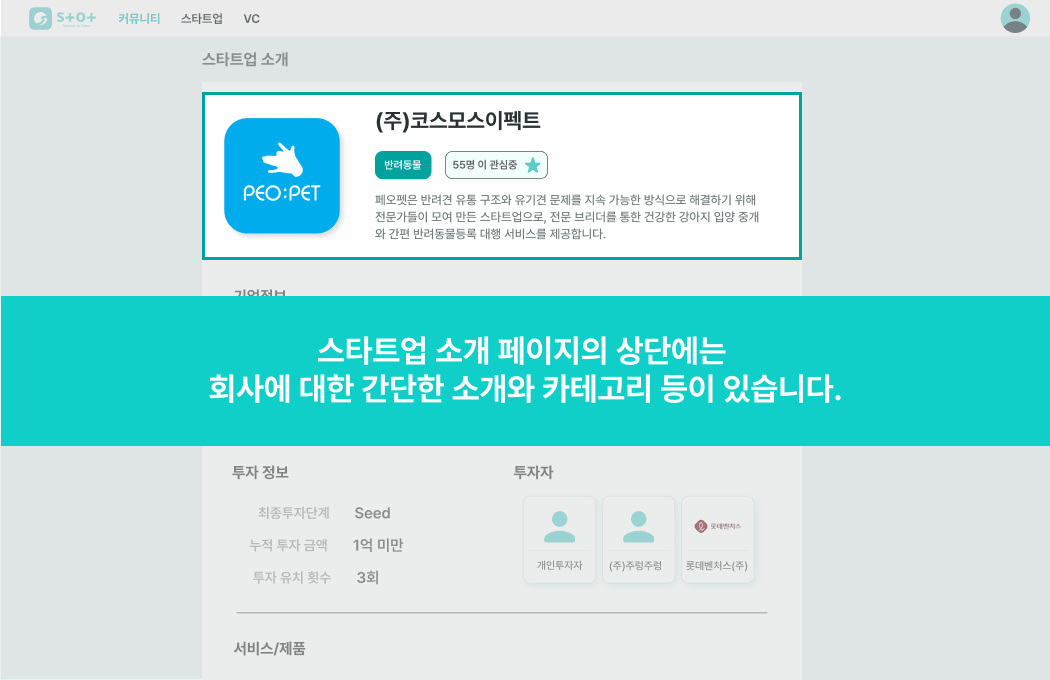 S+O+
커뮤니티
스타트업
VC
스타트업 소개
(주)코스모스이펙트
PEO:PET
반려동물
55명 이 관심중
페오펫은 반려견 유통 구조와 유기견 문제를 지속 가능한 방식으로 해결하기 위해
전문가들이 모여 만든 스타트업으로, 전문 브리더를 통한 건강한 강아지 입양 중개
와 간편 반려동물등록 대행 서비스를 제공합니다.
기업정보
스타트업 소개 페이지의 상단에는
회사에 대한 간단한 소개와 카테고리 등이 있습니다.
투자 정보
최종투자단계 Seed
누적 투자 금액 1억 미만
투자 유치 횟수 3회
투자자
개인투자자
(주)주렁주렁
롯데벤처스
롯데벤처스(주)
서비스/제품